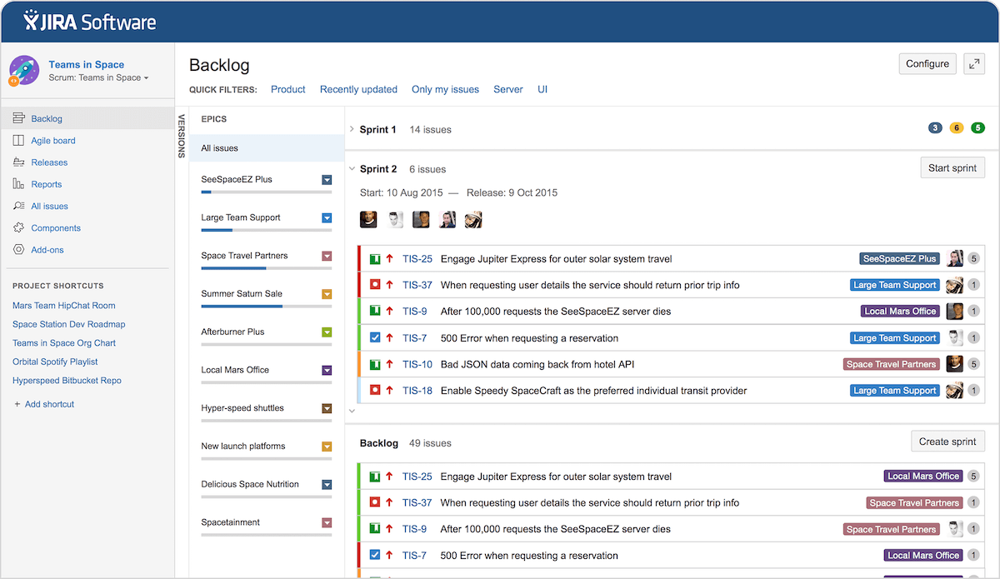 JIRA Software
Teams in Space
Scrum: Teams in Space
Backlog
Agile board
Releases
Reports
All issues
Components
Add-ons
PROJECT SHORTCUTS
Mars Team HipChat Room
Space Station Dev Roadmap
Teams in Space Org Chart
Orbital Spotify Playlist
Hyperspeed Bitbucket Repo
+ Add shortcut
Backlog
Configure
QUICK FILTERS: Product Recently updated Only my issues Server UI
VERSIONS
EPICS
All issues
SeeSpaceEZ Plus
Large Team Support
Space Travel Partners
Summer Saturn Sale
Afterburner Plus
Local Mars Office
Hyper-speed shuttles
New launch platforms
Delicious Space Nutrition
Spacetainment
Sprint 1 14 issues 3 6 5
Sprint 2 6 issues Start sprint
Start: 10 Aug 2015 — Release: 9 Oct 2015
TIS-25 Engage Jupiter Express for outer solar system travel SeeSpaceEZ Plus 5
TIS-37 When requesting user details the service should return prior trip info Large Team Support 1
TIS-9 After 100,000 requests the SeeSpaceEZ server dies Local Mars Office 1
TIS-7 500 Error when requesting a reservation Large Team Support 1
TIS-10 Bad JSON data coming back from hotel API Space Travel Partners 5
TIS-18 Enable Speedy SpaceCraft as the preferred individual transit provider Large Team Support 1
Backlog 49 issues Create sprint
TIS-25 Engage Jupiter Express for outer solar system travel Local Mars Office 5
TIS-37 When requesting user details the service should return prior trip info Space Travel Partners 1
TIS-9 After 100,000 requests the SeeSpaceEZ server dies Space Travel Partners 1
TIS-7 500 Error when requesting a reservation Local Mars Office 1